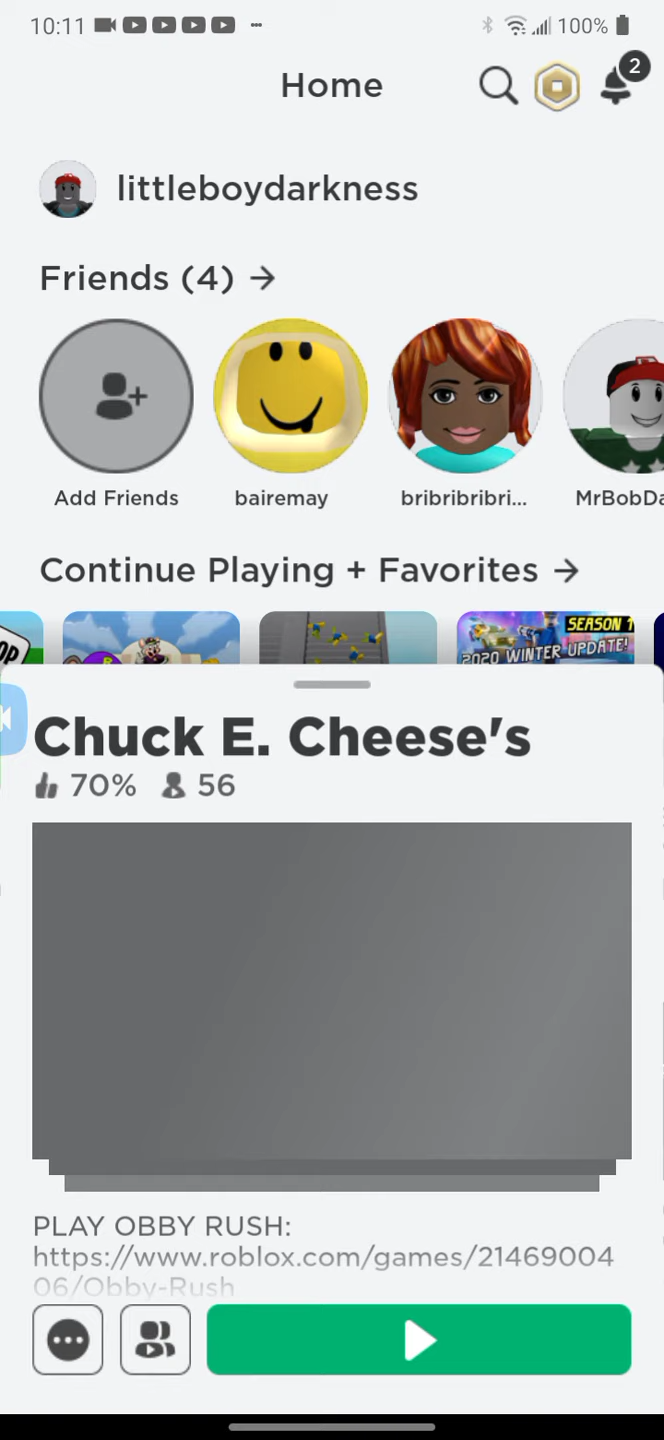 10:11
100%
Home
2
littleboydarkness
Friends (4)
Add Friends
bairemay
bribribribri...
MrBobDa
Continue Playing + Favorites
OP
R
SEASON 1
2020 WINTER UPDATE!
Chuck E. Cheese's
70% 56
PLAY OBBY RUSH:
https://www.roblox.com/games/21469004
06/Obby-Rush